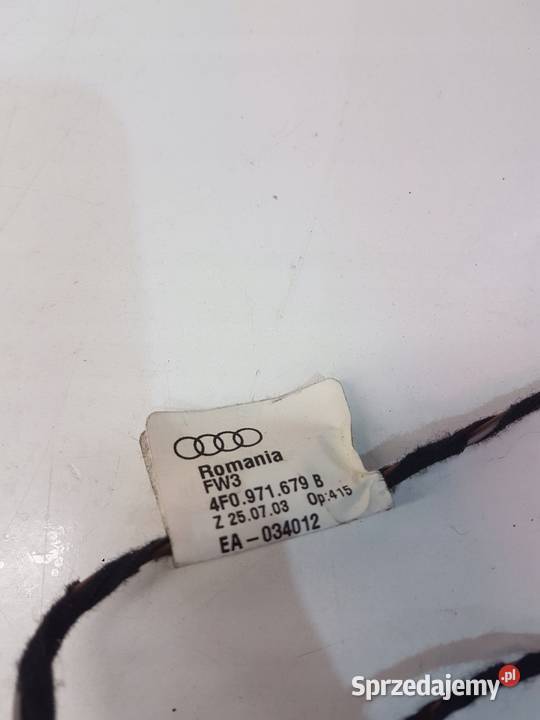 Romania
FW3
4F0.971.679 B
Z 25.07.03 Op:415
EA-034012
Sprzedajemy.pl